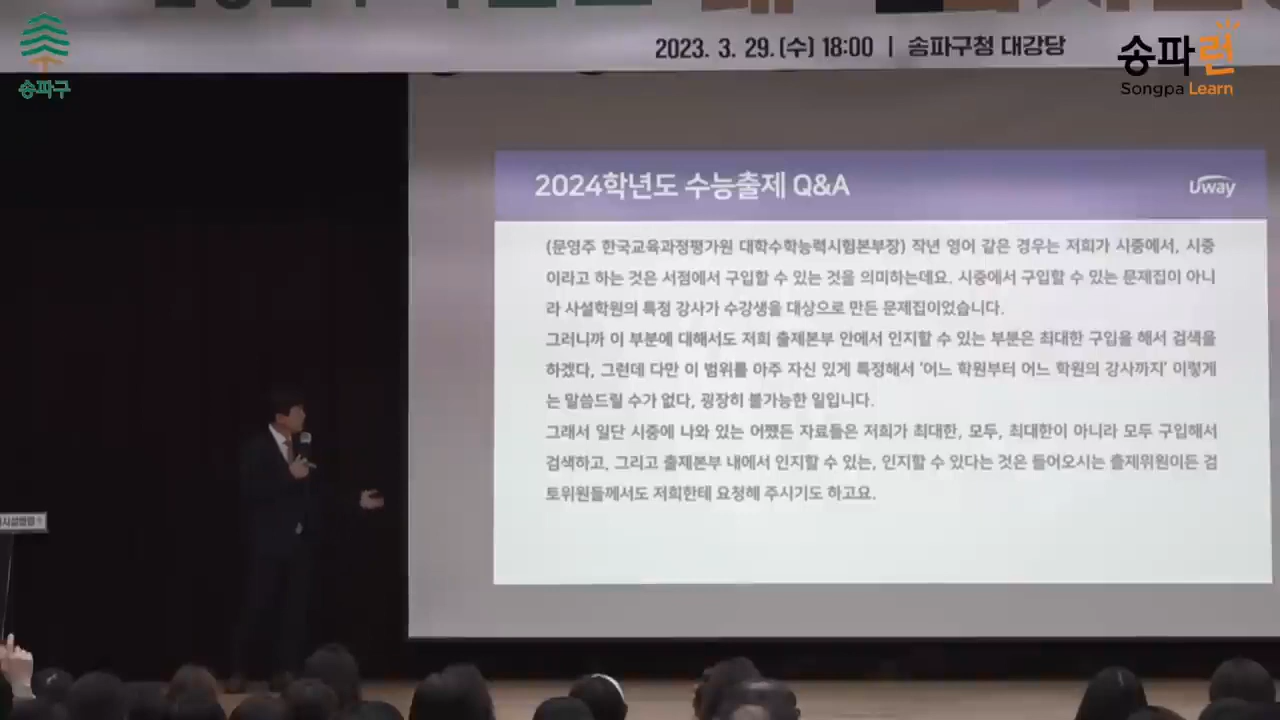 송파구
2023. 3. 29.(수) 18:00 | 송파구청 대강당
송파런
Songpa Learn
2024학년도 수능출제 Q&A
Uway
(문영주 한국교육과정평가원 대학수학능력시험본부장) 작년 영어 같은 경우는 저희가 시중에서, 시중
이라고 하는 것은 서점에서 구입할 수 있는 것을 의미하는데요. 시중에서 구입할 수 있는 문제집이 아니
라 사설학원의 특정 강사가 수강생을 대상으로 만든 문제집이었습니다.
그러니까 이 부분에 대해서도 저희 출제본부 안에서 인지할 수 있는 부분은 최대한 구입을 해서 검색을
하겠다, 그런데 다만 이 범위를 아주 자신 있게 특정해서 '어느 학원부터 어느 학원의 강사까지' 이렇게
는 말씀드릴 수가 없다, 굉장히 불가능한 일입니다.
그래서 일단 시중에 나와 있는 어쨌든 자료들은 저희가 최대한, 모두, 최대한이 아니라 모두 구입해서
검색하고, 그리고 출제본부 내에서 인지할 수 있는, 인지할 수 있다는 것은 들어오시는 출제위원이든 검
토위원들께서도 저희한테 요청해 주시기도 하고요.